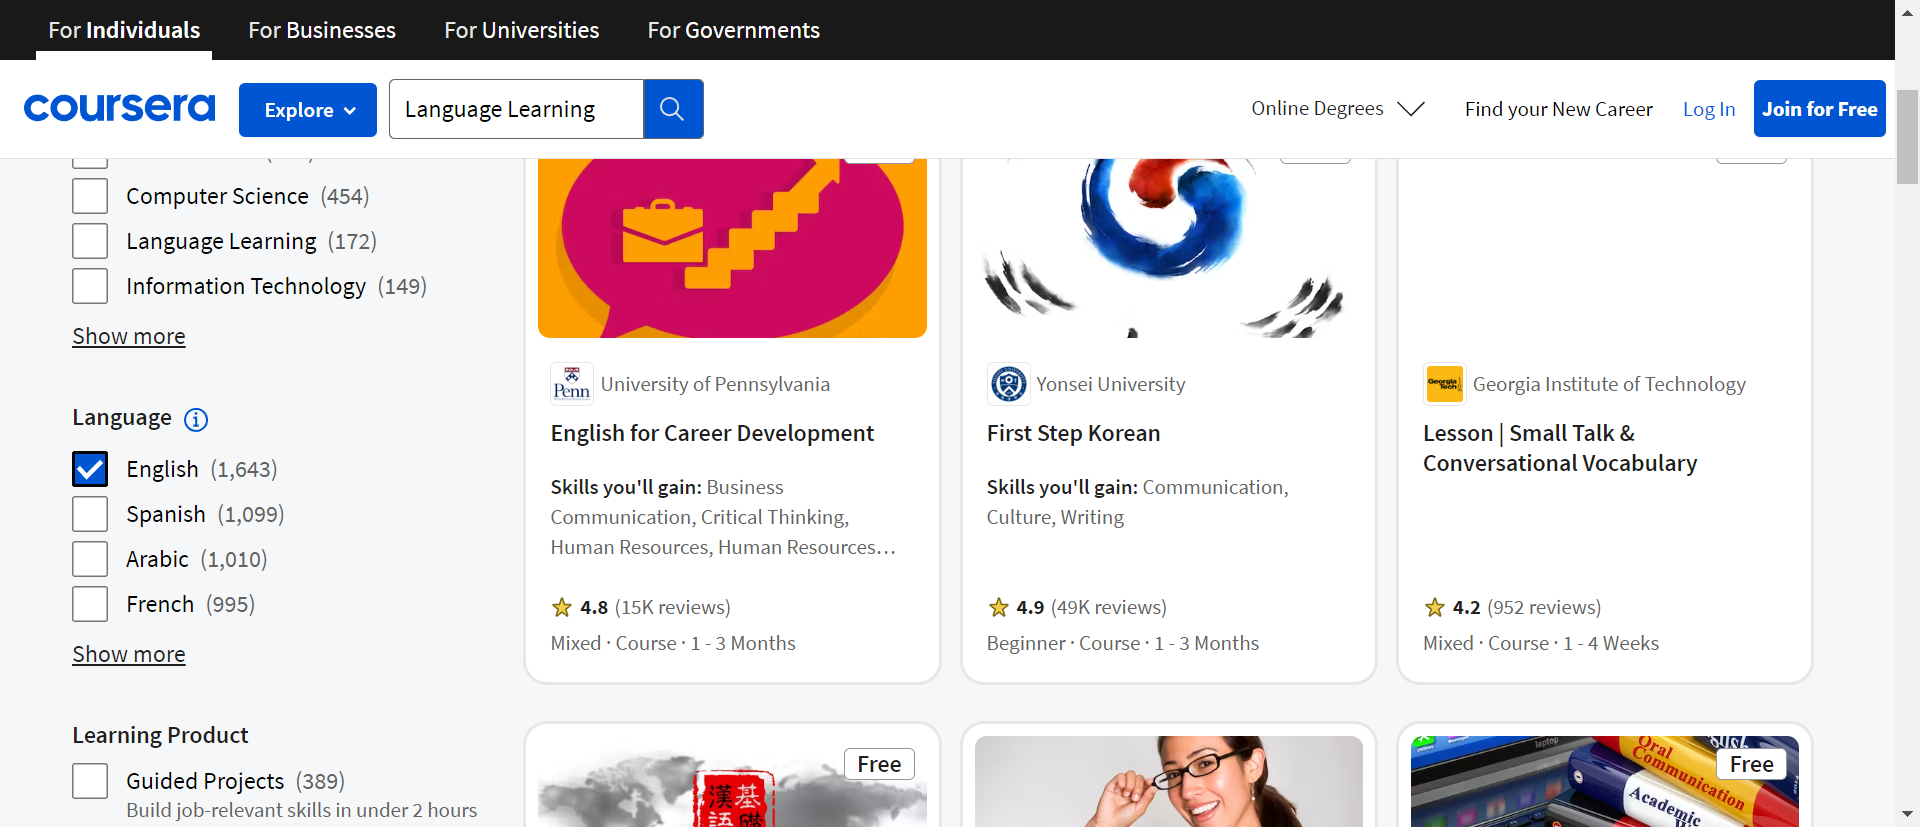 For Individuals
For Businesses
For Universities
For Governments
coursera
Explore
Language Learning
Online Degrees
Find your New Career
Log In
Join for Free
Computer Science (454)
Language Learning (172)
Information Technology (149)
Show more
Language
English (1,643)
Spanish (1,099)
Arabic (1,010)
French (995)
Show more
Learning Product
Guided Projects (389)
Build job-relevant skills in under 2 hours
Penn
University of Pennsylvania
English for Career Development
Skills you'll gain: Business
Communication, Critical Thinking,
Human Resources, Human Resources…
4.8 (15K reviews)
Mixed · Course · 1 - 3 Months
Yonsei University
First Step Korean
Skills you'll gain: Communication,
Culture, Writing
4.9 (49K reviews)
Beginner · Course · 1 - 3 Months
Georgia Tech
Georgia Institute of Technology
Lesson | Small Talk &
Conversational Vocabulary
4.2 (952 reviews)
Mixed · Course · 1 - 4 Weeks
Free
漢基
語礎
Free
laptop
Oral
Communication
Academic